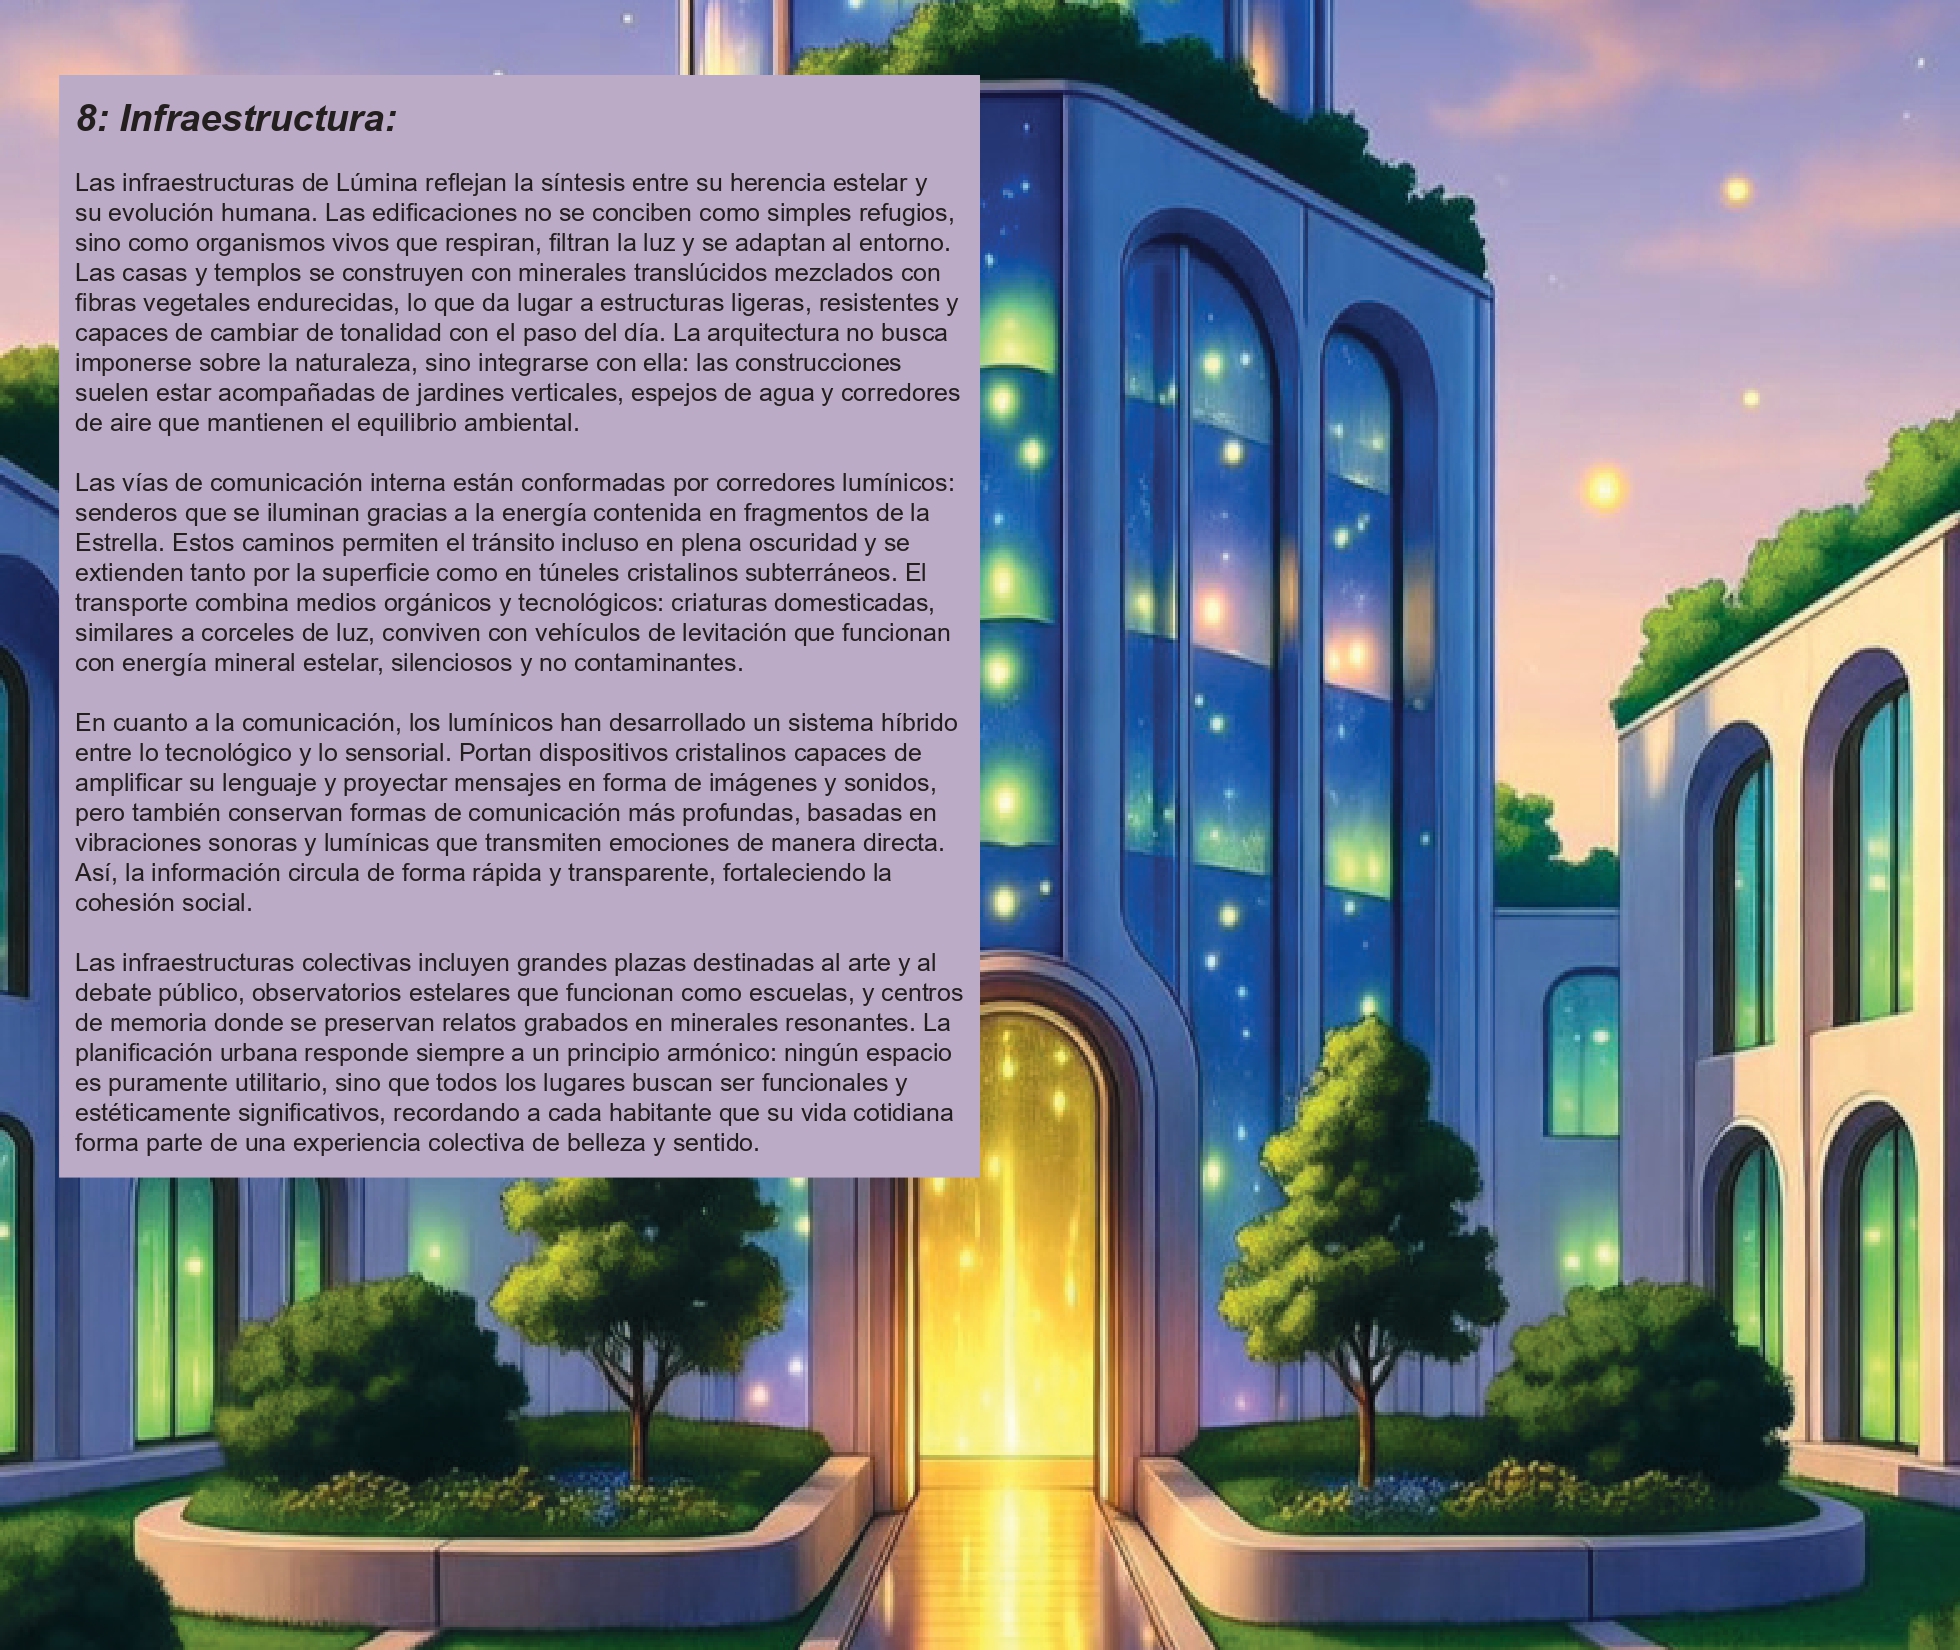 8: Infraestructura:
Las infraestructuras de Lúmina reflejan la síntesis entre su herencia estelar y
su evolución humana. Las edificaciones no se conciben como simples refugios,
sino como organismos vivos que respiran, filtran la luz y se adaptan al entorno.
Las casas y templos se construyen con minerales translúcidos mezclados con
fibras vegetales endurecidas, lo que da lugar a estructuras ligeras, resistentes y
capaces de cambiar de tonalidad con el paso del día. La arquitectura no busca
imponerse sobre la naturaleza, sino integrarse con ella: las construcciones
suelen estar acompañadas de jardines verticales, espejos de agua y corredores
de aire que mantienen el equilibrio ambiental.
Las vías de comunicación interna están conformadas por corredores lumínicos:
senderos que se iluminan gracias a la energía contenida en fragmentos de la
Estrella. Estos caminos permiten el tránsito incluso en plena oscuridad y se
extienden tanto por la superficie como en túneles cristalinos subterráneos. El
transporte combina medios orgánicos y tecnológicos: criaturas domesticadas,
similares a corceles de luz, conviven con vehículos de levitación que funcionan
con energía mineral estelar, silenciosos y no contaminantes.
En cuanto a la comunicación, los lumínicos han desarrollado un sistema híbrido
entre lo tecnológico y lo sensorial. Portan dispositivos cristalinos capaces de
amplificar su lenguaje y proyectar mensajes en forma de imágenes y sonidos,
pero también conservan formas de comunicación más profundas, basadas en
vibraciones sonoras y lumínicas que transmiten emociones de manera directa.
Así, la información circula de forma rápida y transparente, fortaleciendo la
cohesión social.
Las infraestructuras colectivas incluyen grandes plazas destinadas al arte y al
debate público, observatorios estelares que funcionan como escuelas, y centros
de memoria donde se preservan relatos grabados en minerales resonantes. La
planificación urbana responde siempre a un principio armónico: ningún espacio
es puramente utilitario, sino que todos los lugares buscan ser funcionales y
estéticamente significativos, recordando a cada habitante que su vida cotidiana
forma parte de una experiencia colectiva de belleza y sentido.